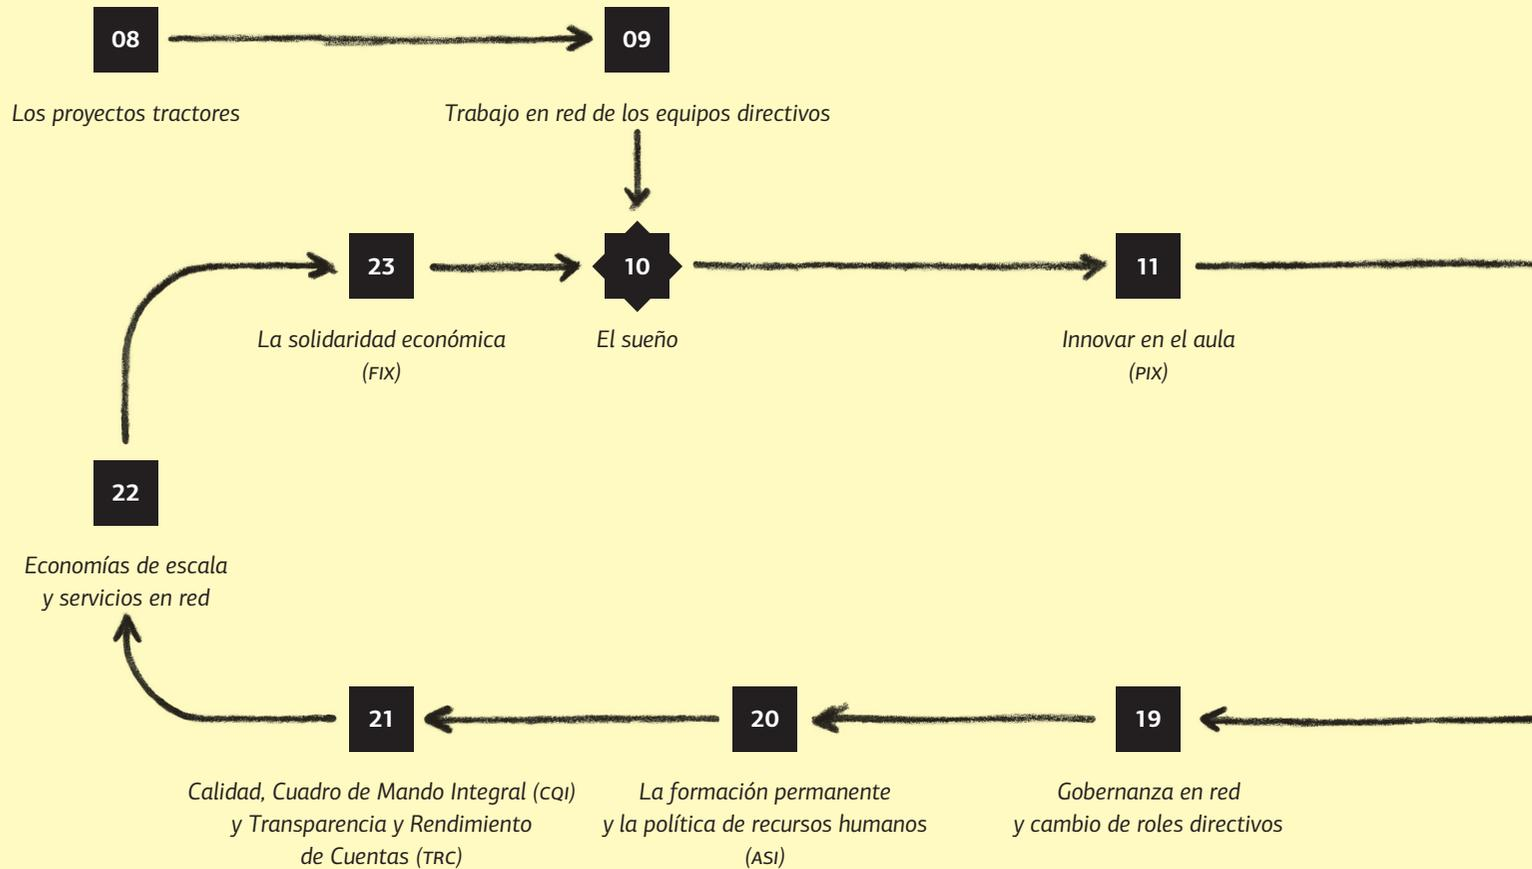 08
09
Los proyectos tractores
Trabajo en red de los equipos directivos
23
10
11
La solidaridad económica
(FIX)
El sueño
Innovar en el aula
(PIX)
22
Economías de escala
y servicios en red
21
20
19
Calidad, Cuadro de Mando Integral (CQI)
y Transparencia y Rendimiento
de Cuentas (TRC)
La formación permanente
y la política de recursos humanos
(ASI)
Gobernanza en red
y cambio de roles directivos